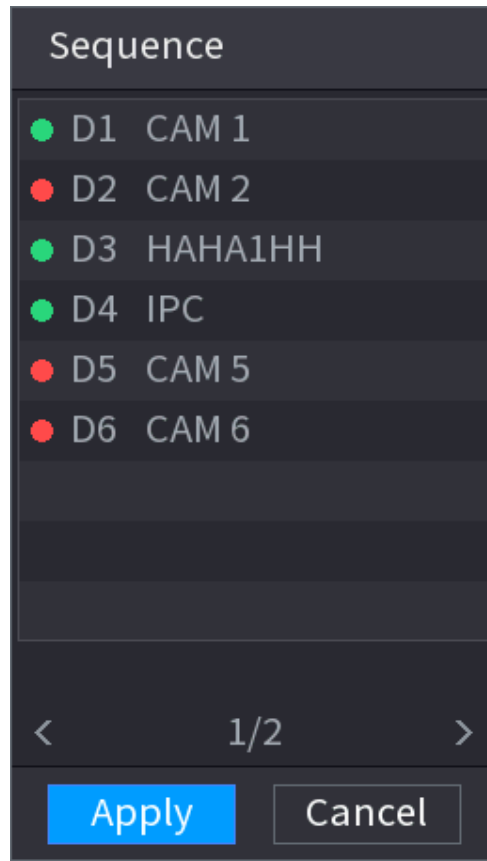 Sequence
D1 CAM 1
D2 CAM 2
D3 HAHA1HH
D4 IPC
D5 CAM 5
D6 CAM 6
< 1/2 >
Apply Cancel